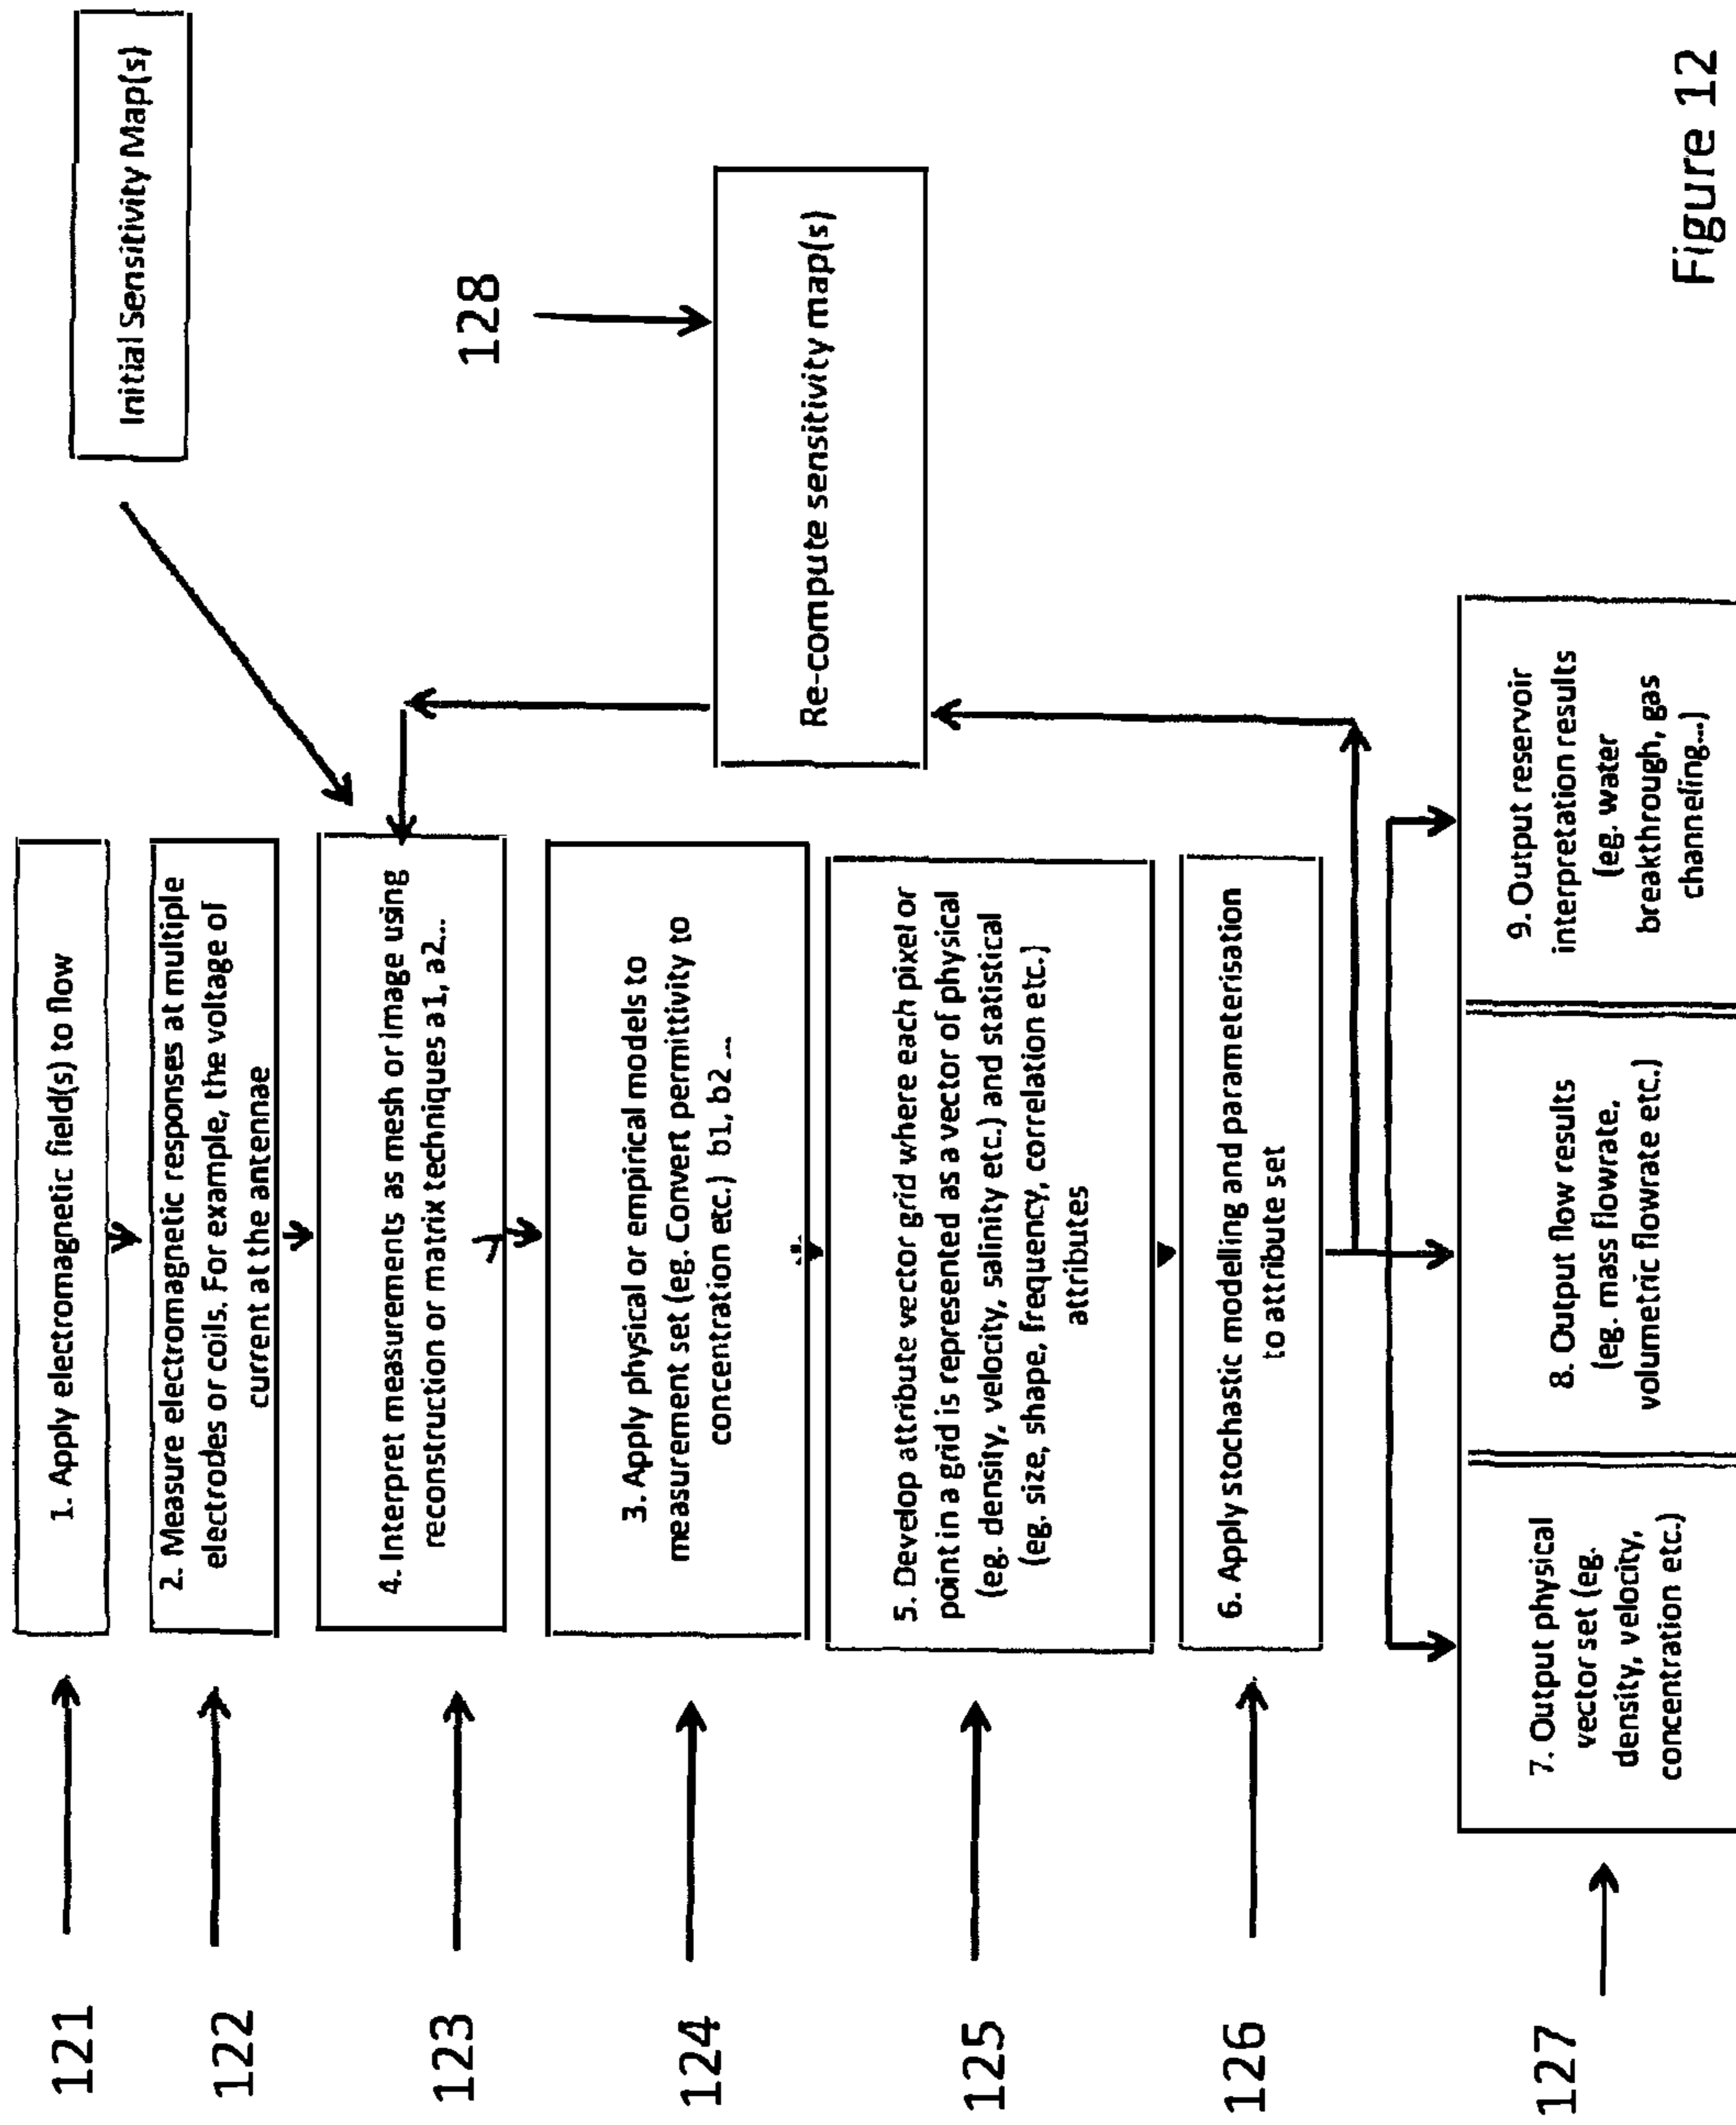 Initial Sensitivity Map(s)
121
1. Apply electromagnetic field(s) to flow
122
2. Measure electromagnetic responses at multiple
electrodes or coils. For example, the voltage of
current at the antennae
123
4. Interpret measurements as mesh or image using
reconstruction or matrix techniques a1, a2...
128
124
3. Apply physical or empirical models to
measurement set (eg. Convert permittivity to
concentration etc.) b1, b2 ...
Re-compute sensitivity map(s)
125
5. Develop attribute vector grid where each pixel or
point in a grid is represented as a vector of physical
(eg. density, velocity, salinity etc.) and statistical
(eg. size, shape, frequency, correlation etc.)
attributes
126
6. Apply stochastic modelling and parameterisation
to attribute set
127
7. Output physical
vector set (eg.
density, velocity,
concentration etc.)
8. Output flow results
(eg. mass flowrate,
volumetric flowrate etc.)
9. Output reservoir
interpretation results
(eg. water
breakthrough, gas
channeling...)
Figure 12